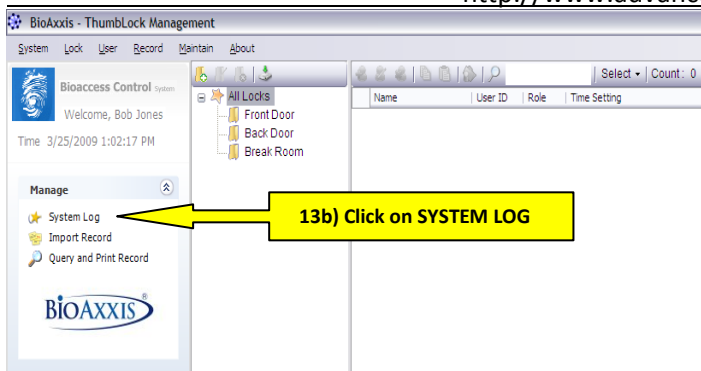 BioAxxis - ThumbLock Management
System Lock User Record Maintain About
Bioaccess Control System
Welcome, Bob Jones
Time 3/25/2009 1:02:17 PM
Manage
System Log
Import Record
Query and Print Record
BIOAXXIS®
All Locks
Front Door
Back Door
Break Room
Select Count: 0
Name User ID Role Time Setting
13b) Click on SYSTEM LOG